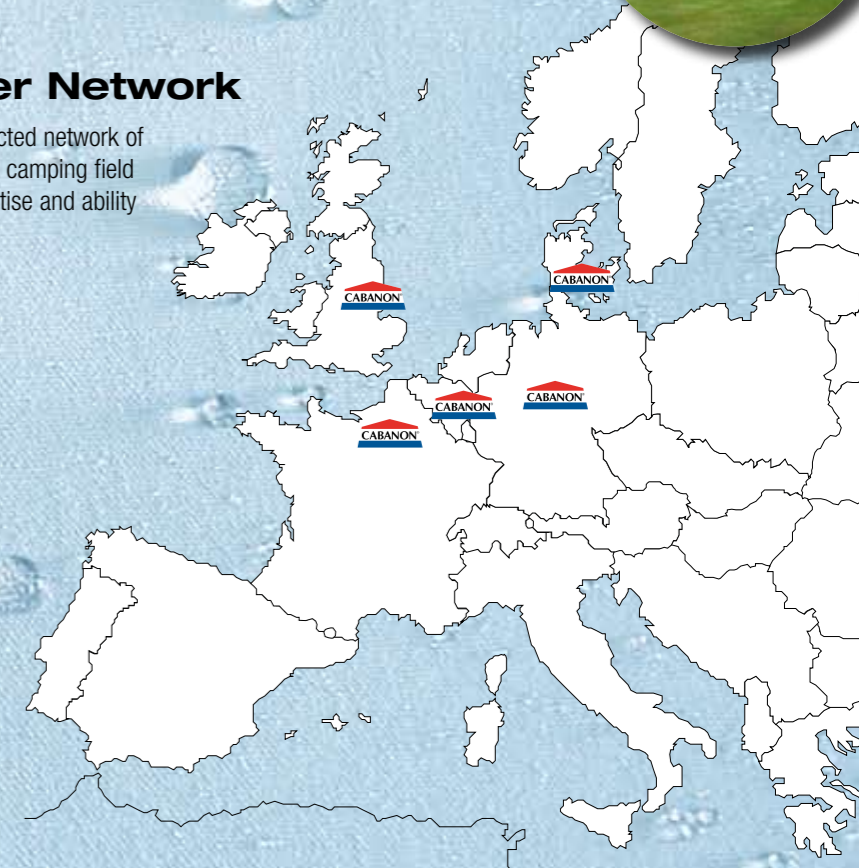 er Network
cted network of
camping field
tise and ability
CABANON
CABANON
CABANON
CABANON
CABANON